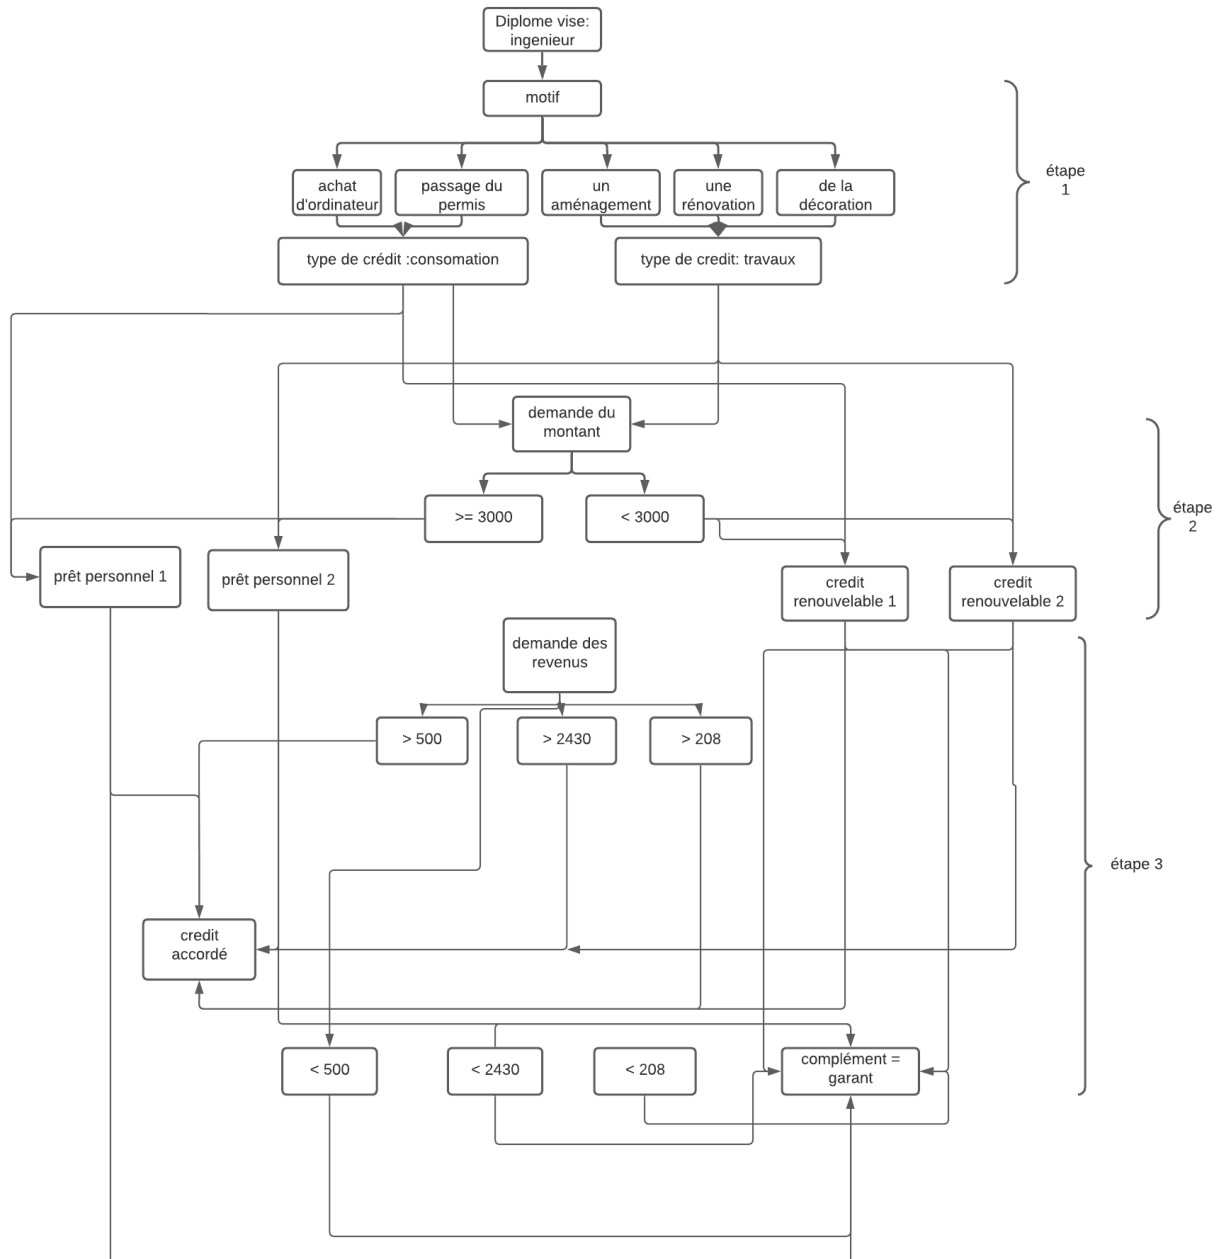 Diplome vise:
ingenieur
motif
étape
1
achat
d'ordinateur
passage du
permis
un
aménagement
une
rénovation
de la
décoration
type de crédit :consomation
type de credit: travaux
demande du
montant
>= 3000
< 3000
étape
2
prêt personnel 1
prêt personnel 2
credit
renouvelable 1
credit
renouvelable 2
demande des
revenus
> 500
> 2430
> 208
étape 3
credit
accordé
< 500
< 2430
< 208
complément =
garant